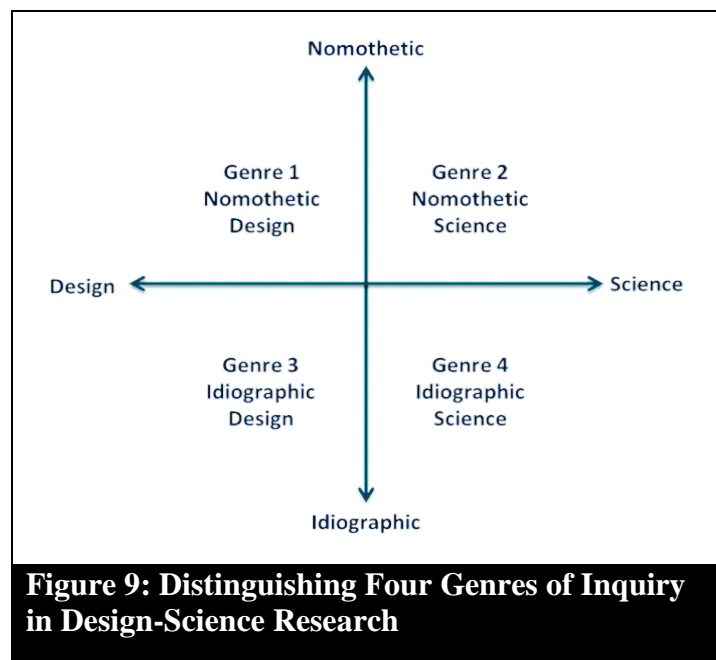 Nomothetic
Genre 1
Nomothetic
Design
Genre 2
Nomothetic
Science
Design
Science
Genre 3
Idiographic
Design
Genre 4
Idiographic
Science
Idiographic
Figure 9: Distinguishing Four Genres of Inquiry
in Design-Science Research